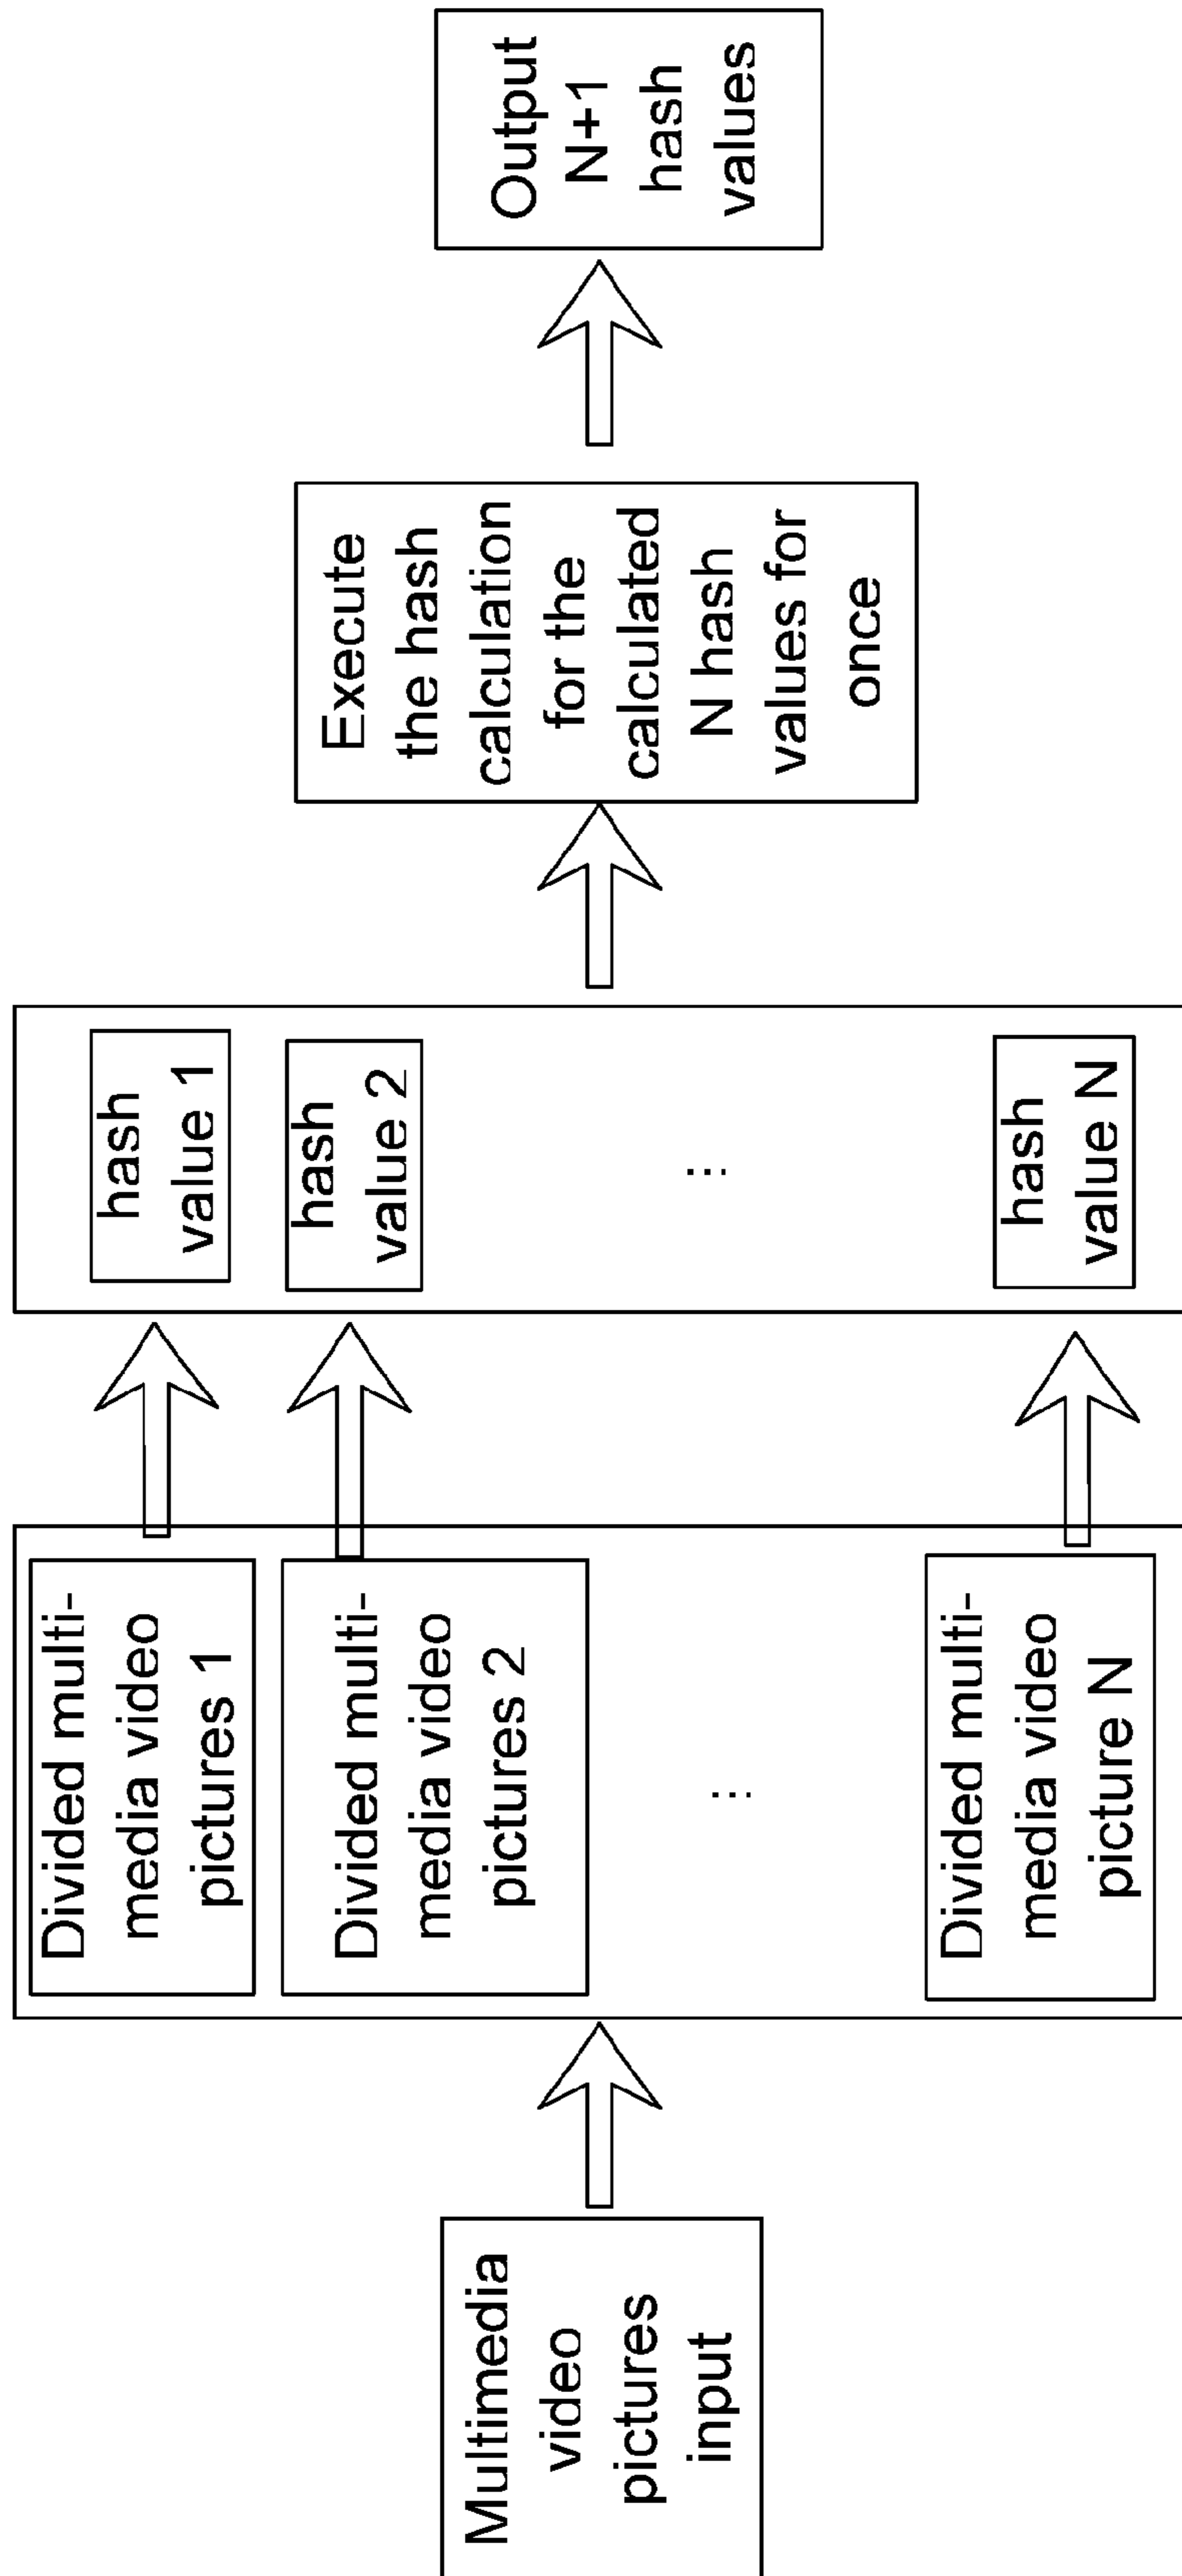 Multimedia
video
pictures
input
Divided multi-
media video
pictures 1
Divided multi-
media video
pictures 2
...
Divided multi-
media video
picture N
hash
value 1
hash
value 2
...
hash
value N
Execute
the hash
calculation
for the
calculated
N hash
values for
once
Output
N+1
hash
values